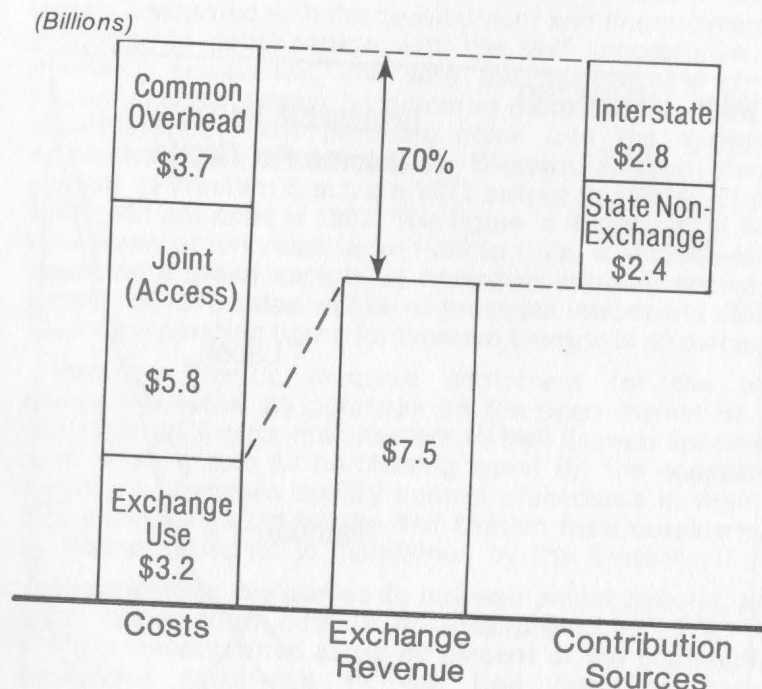 (Billions)
Common
Overhead
$3.7
Joint
(Access)
$5.8
Exchange
Use
$3.2
70%
$7.5
Interstate
$2.8
State Non-
Exchange
$2.4
Costs
Exchange
Revenue
Contribution
Sources